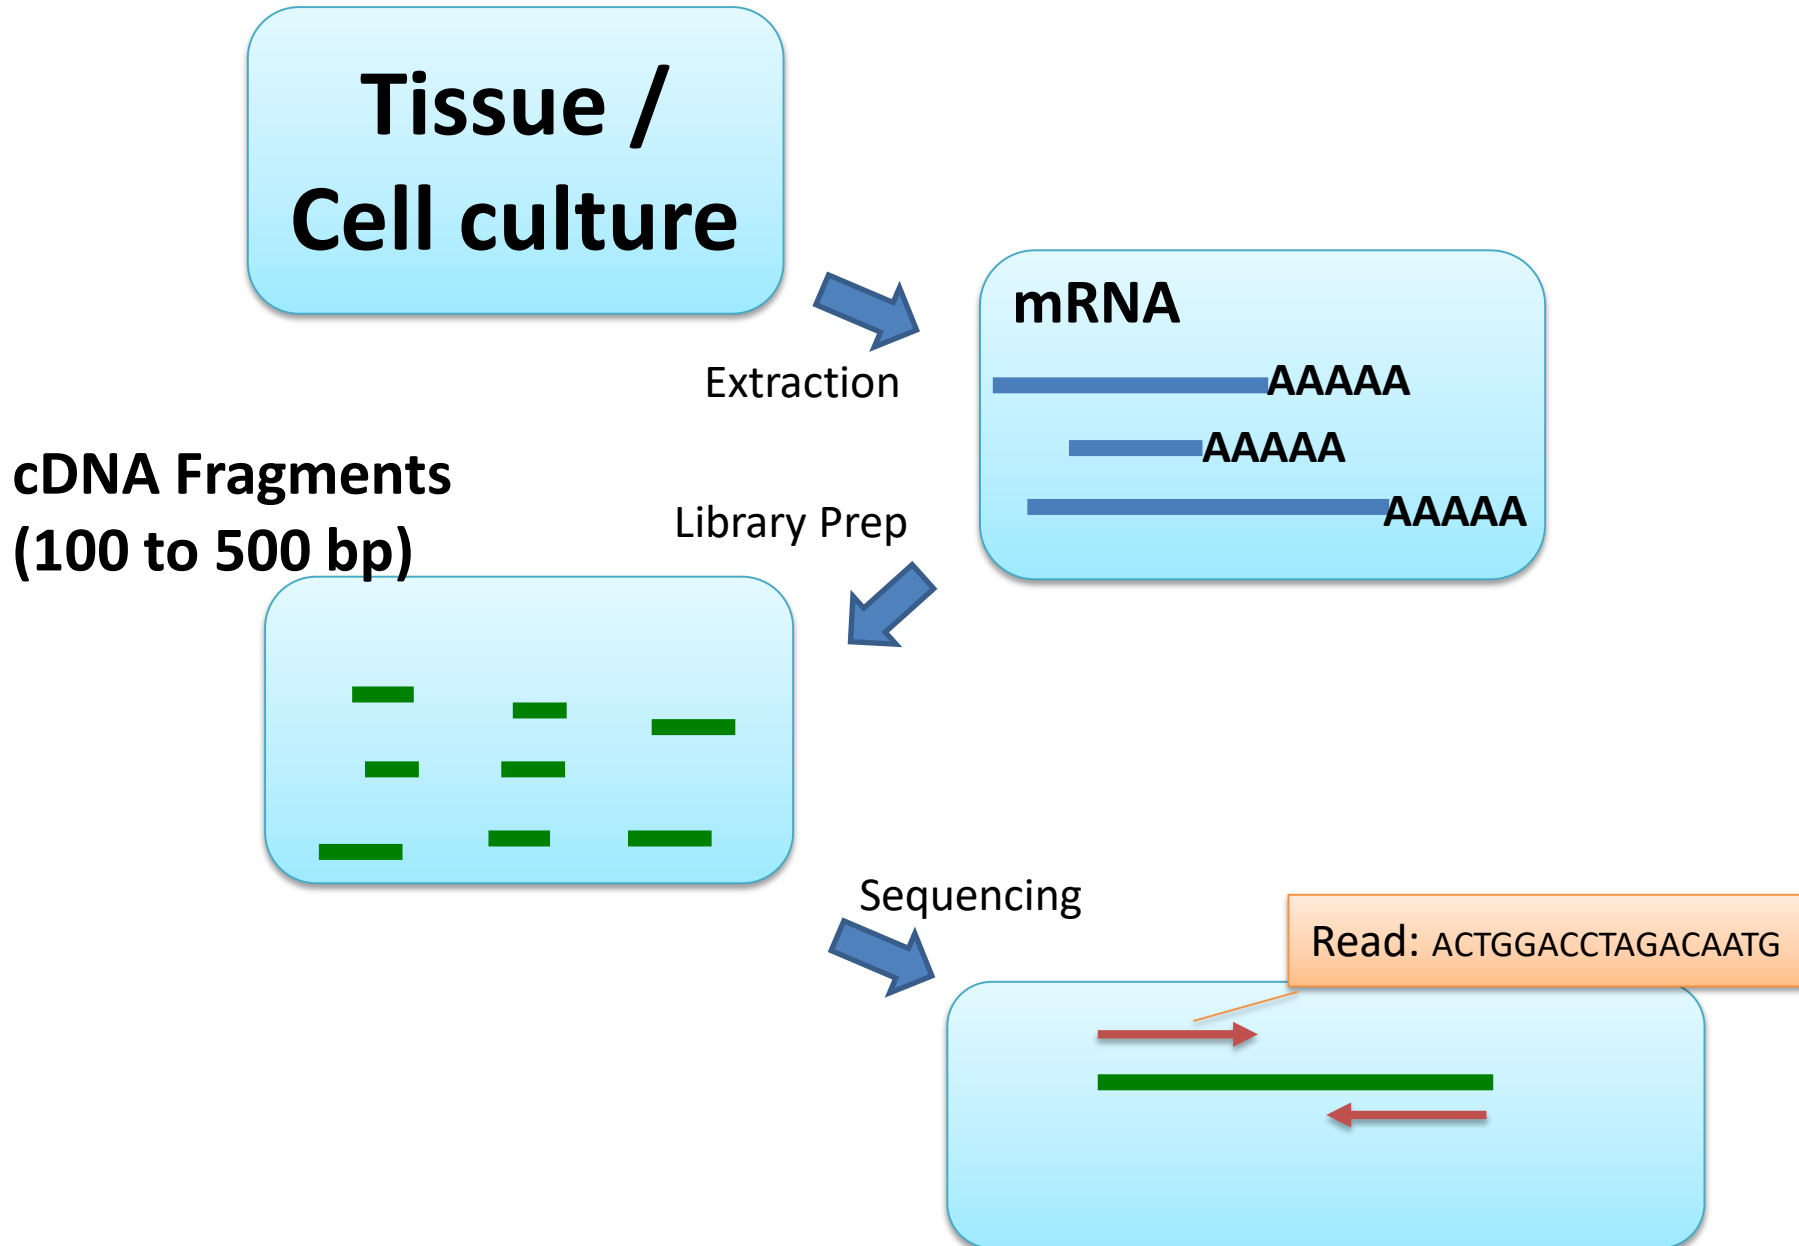 Tissue /
Cell culture
Extraction
mRNA
AAAAA
AAAAA
AAAAA
Library Prep
cDNA Fragments
(100 to 500 bp)
Sequencing
Read: ACTGGACCTAGACAATG